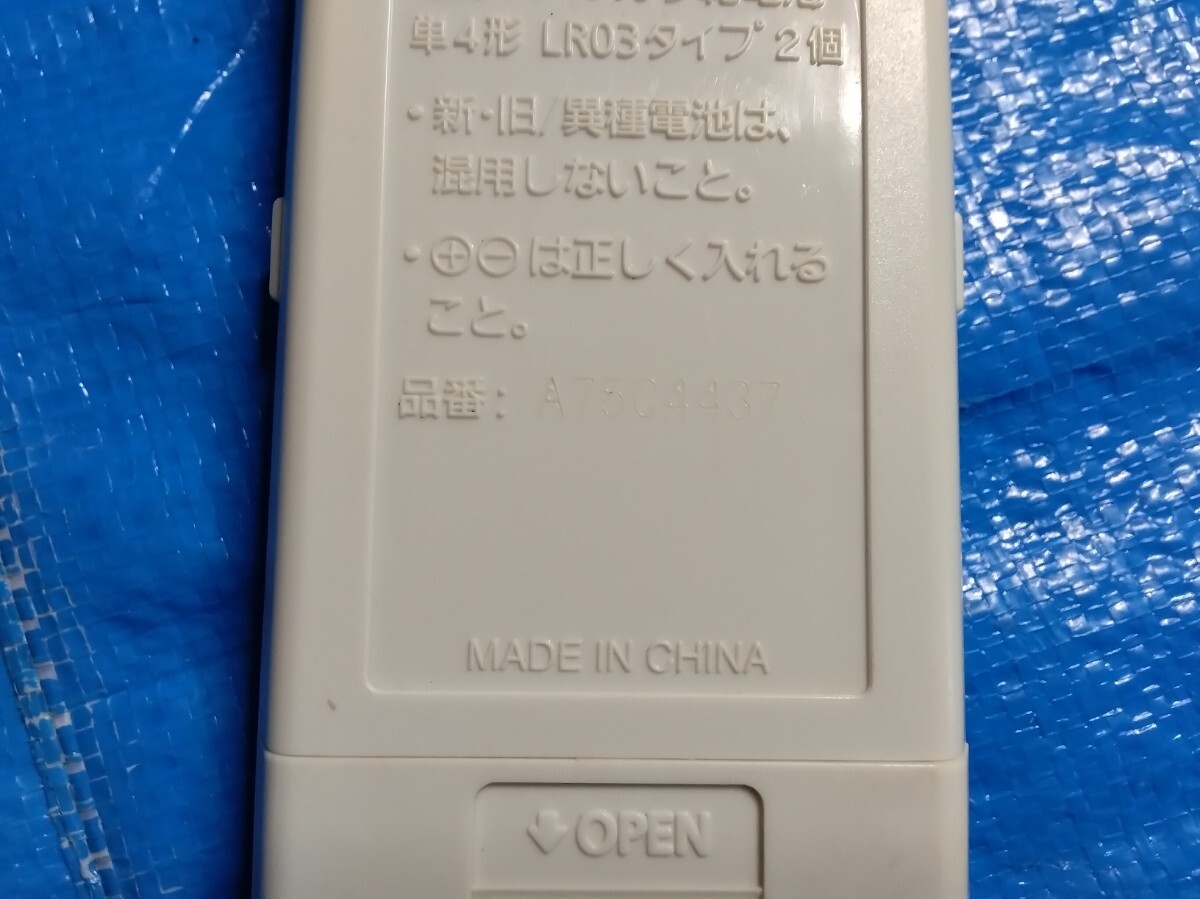 単4形 LR03タイプ 2個
・新・旧/異種電池は、
混用しないこと。
・⊕⊖は正しく入れる
こと。
品番: A75C4437
MADE IN CHINA
↓OPEN